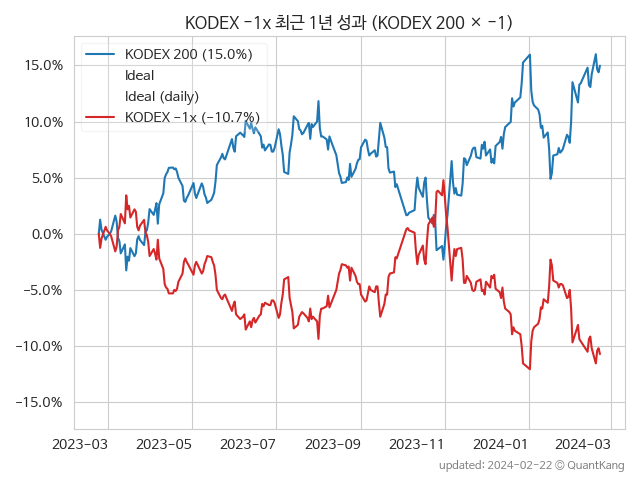 KODEX −1x 최근 1년 성과 (KODEX 200 × −1)
KODEX 200 (15.0%)
Ideal
Ideal (daily)
KODEX −1x (−10.7%)
15.0%
10.0%
5.0%
0.0%
−5.0%
−10.0%
−15.0%
2023-03 2023-05 2023-07 2023-09 2023-11 2024-01 2024-03
updated: 2024-02-22 © QuantKang